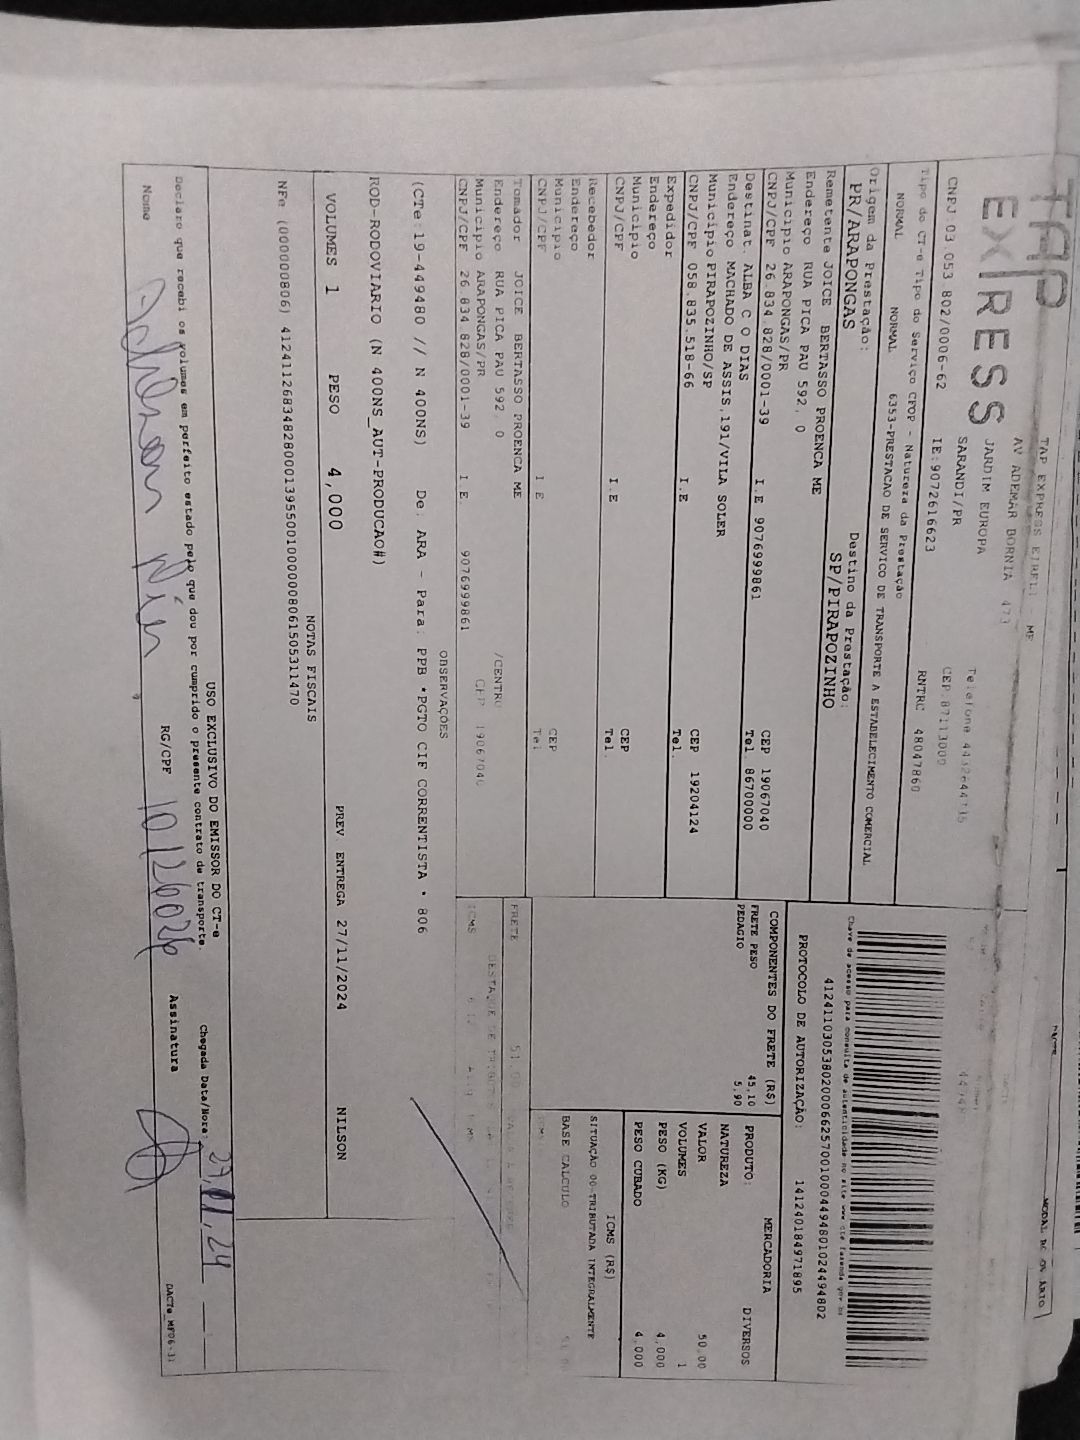 TAP EXPRESS
TAP EXPRESS EIRELI ME
AV ADEMAR BORNIA 473
JARDIM EUROPA
SARANDI/PR
CEP.87113000
CNPJ.03.053.802/0006-62 IE:9072616623 RNTRC 48047860
Tipo do CT-e Tipo do Serviço CFOP - Natureza da Prestação
NORMAL NORMAL 6353-PRESTACAO DE SERVICO DE TRANSPORTE A ESTABELECIMENTO COMERCIAL
Origem da Prestação: Destino da Prestação:
PR/ARAPONGAS SP/PIRAPOZINHO
Remetente JOICE BERTASSO PROENCA ME
Endereço RUA PICA PAU 592, 0
Municipio ARAPONGAS/PR CEP 19067040
CNPJ/CPF 26.834.828/0001-39 I.E 9076999861 Tel. 86700000
Destinat. ALBA C O DIAS
Endereço MACHADO DE ASSIS,191/VILA SOLER
Municipio PIRAPOZINHO/SP CEP 19204124
CNPJ/CPF 058.835.518-66 I.E Tel.
Expedidor
Endereço
Municipio CEP
CNPJ/CPF I.E Tel.
Recebedor
Endereço
Municipio CEP
CNPJ/CPF I E Tel.
Tomador JOICE BERTASSO PROENCA ME
Endereço RUA PICA PAU 592, 0 /CENTRO
Municipio ARAPONGAS/PR CEP 19067040
CNPJ/CPF 26.834.828/0001-39 I E 9076999861
Chave de acesso para consulta de autenticidade no site www cte fazenda gov br
41241103053802000662570010004494801024494802
PROTOCOLO DE AUTORIZAÇÃO: 141240184971895
COMPONENTES DO FRETE (R$)
FRETE PESO 45,10
PEDAGIO 5,90
MERCADORIA
PRODUTO: DIVERSOS
NATUREZA
VALOR 50,00
VOLUMES 1
PESO (KG) 4,000
PESO CUBADO 4,000
ICMS (R$)
SITUAÇÃO 00-TRIBUTADA INTEGRALMENTE
BASE CALCULO
FRETE
ICMS
OBSERVAÇÕES
(CTe:19-449480 // N 400NS) De: ARA - Para: PPB *PGTO CIF CORRENTISTA * 806
ROD-RODOVIARIO (N 400NS_AUT-PRODUCAO#)
VOLUMES 1 PESO 4,000 PREV. ENTREGA 27/11/2024 NILSON
NOTAS FISCAIS
NFe (000000806) 41241126834828000139550010000008061505311470
USO EXCLUSIVO DO EMISSOR DO CT-e
Declaro que recebi os volumes em perfeito estado pelo que dou por cumprido o presente contrato de transporte. Chegada Data/Hora:
Nome RG/CPF Assinatura
DACTe_MFD6-31